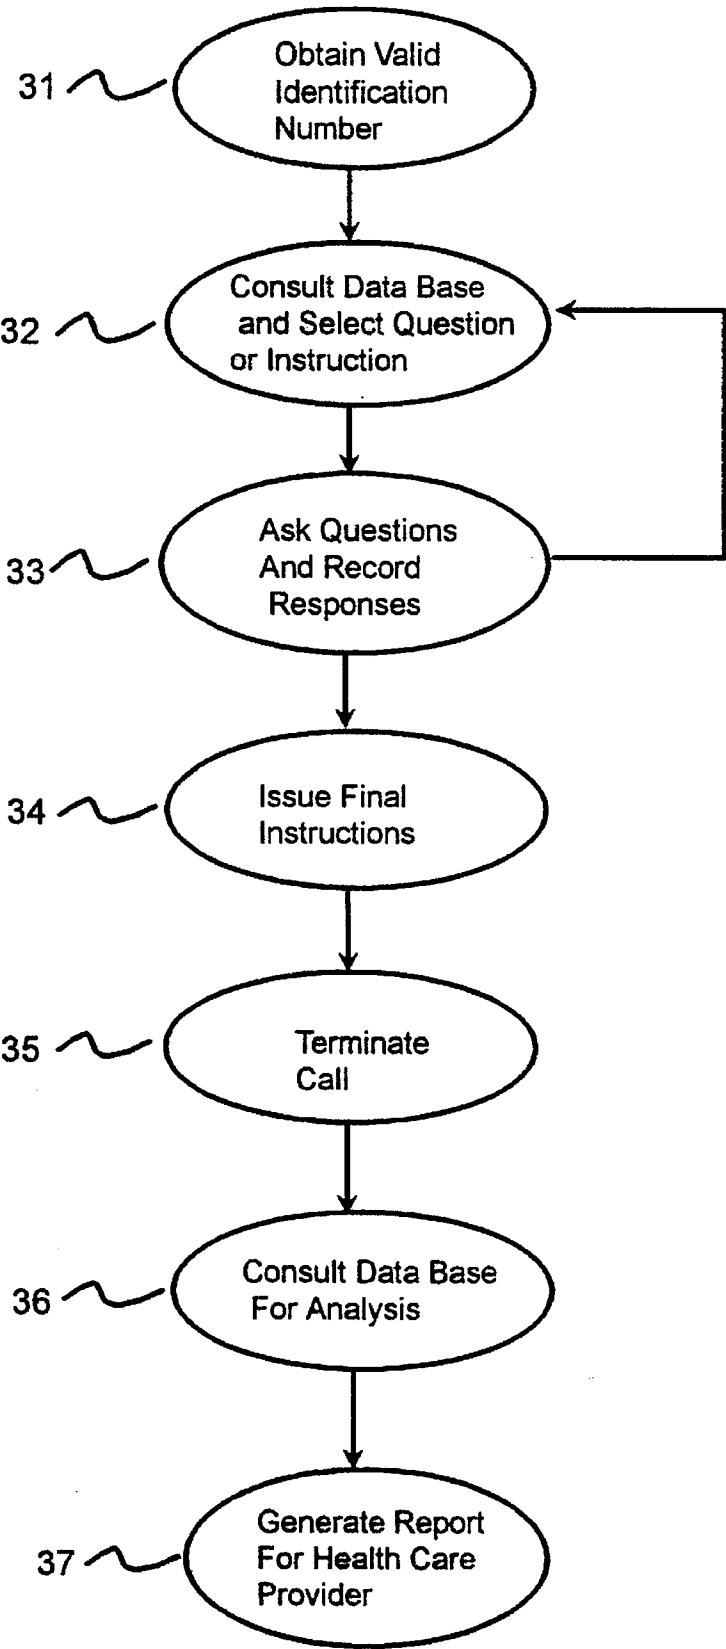 31
Obtain Valid
Identification
Number
32
Consult Data Base
and Select Question
or Instruction
33
Ask Questions
And Record
Responses
34
Issue Final
Instructions
35
Terminate
Call
36
Consult Data Base
For Analysis
37
Generate Report
For Health Care
Provider